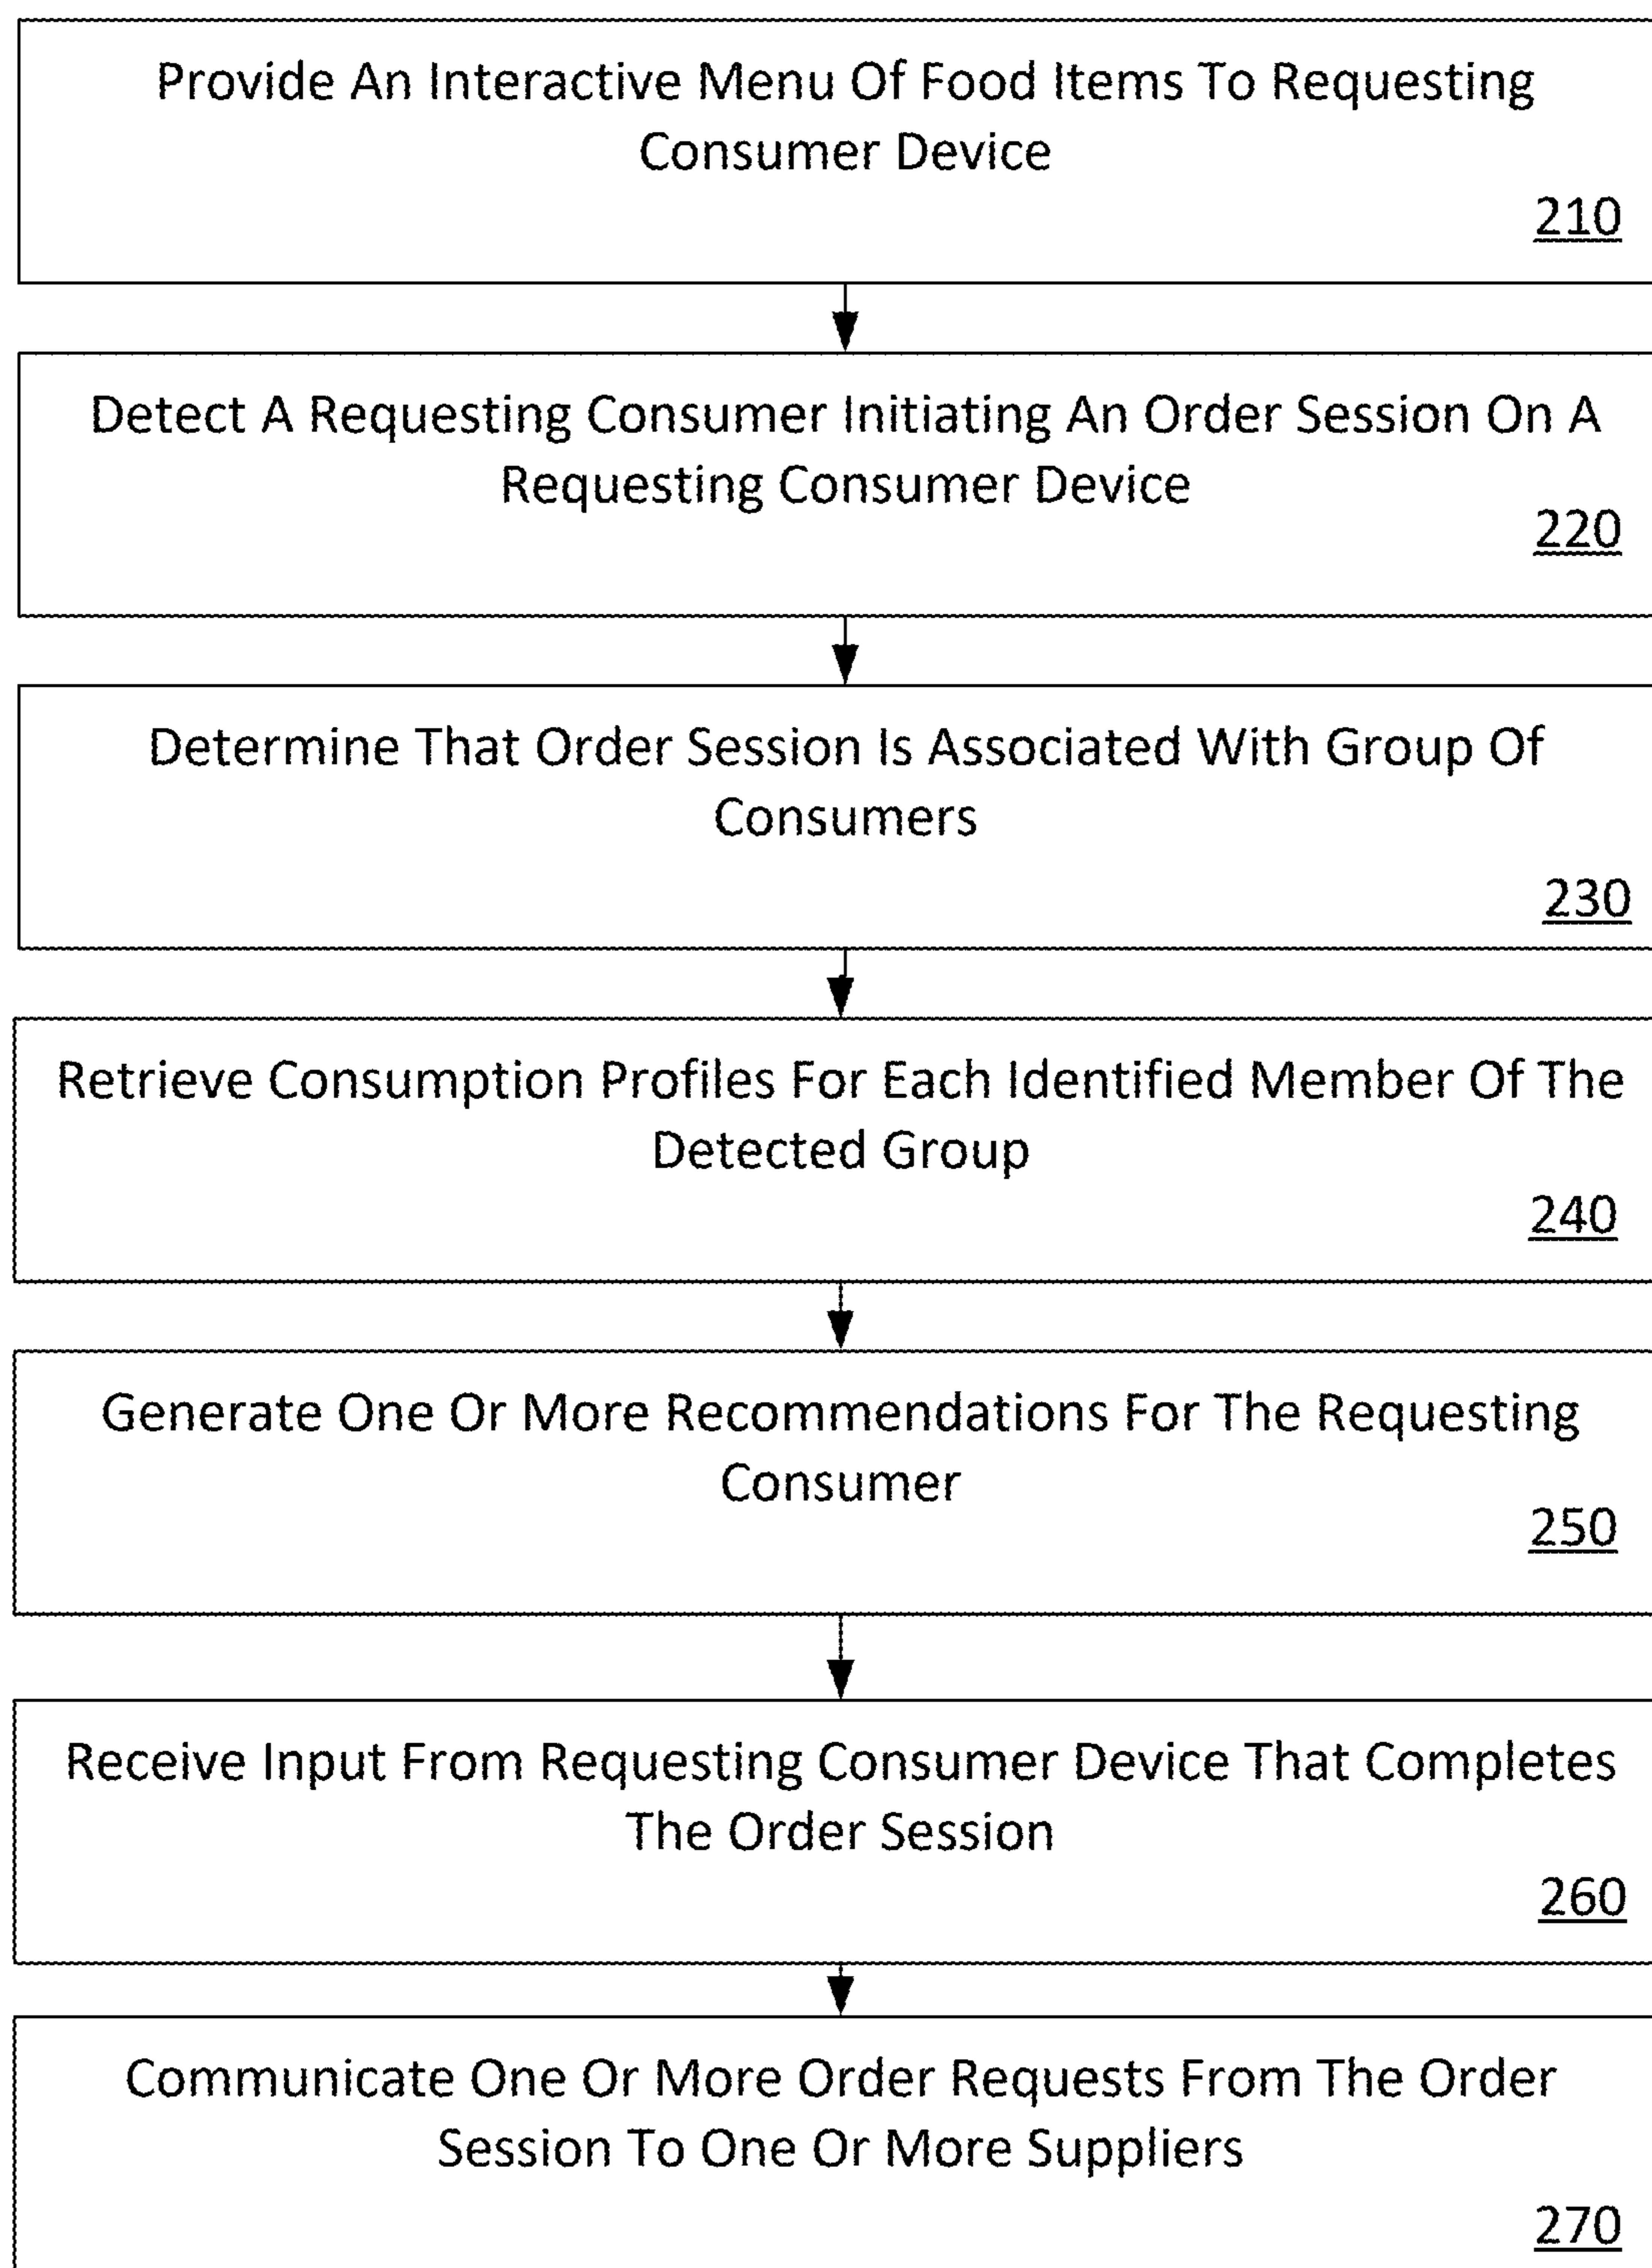 Provide An Interactive Menu Of Food Items To Requesting
Consumer Device
210
Detect A Requesting Consumer Initiating An Order Session On A
Requesting Consumer Device
220
Determine That Order Session Is Associated With Group Of
Consumers
230
Retrieve Consumption Profiles For Each Identified Member Of The
Detected Group
240
Generate One Or More Recommendations For The Requesting
Consumer
250
Receive Input From Requesting Consumer Device That Completes
The Order Session
260
Communicate One Or More Order Requests From The Order
Session To One Or More Suppliers
270